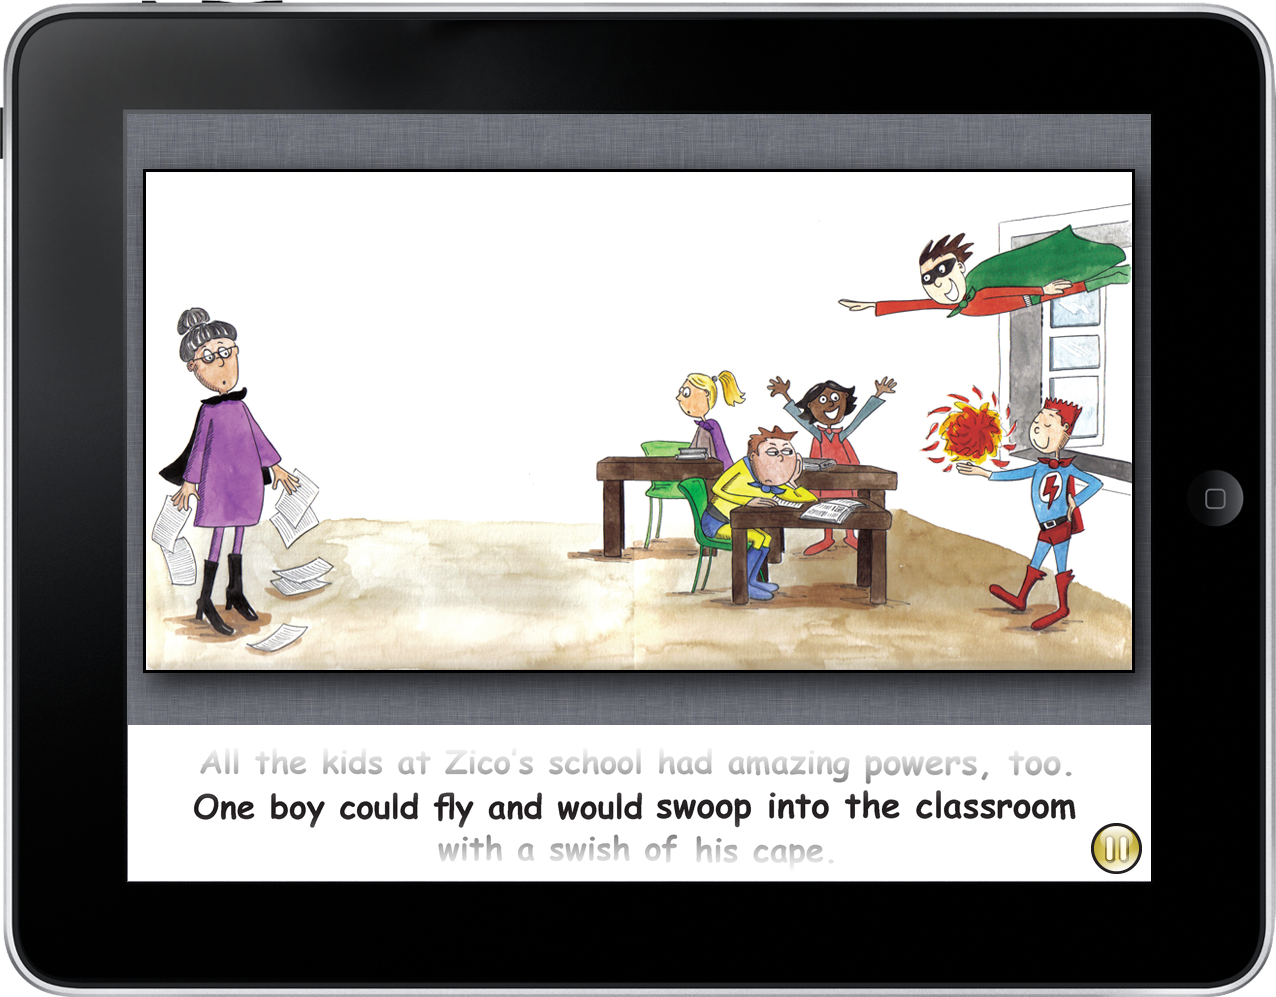 All the kids at Zico's school had amazing powers, too.
One boy could fly and would swoop into the classroom
with a swish of his cape.